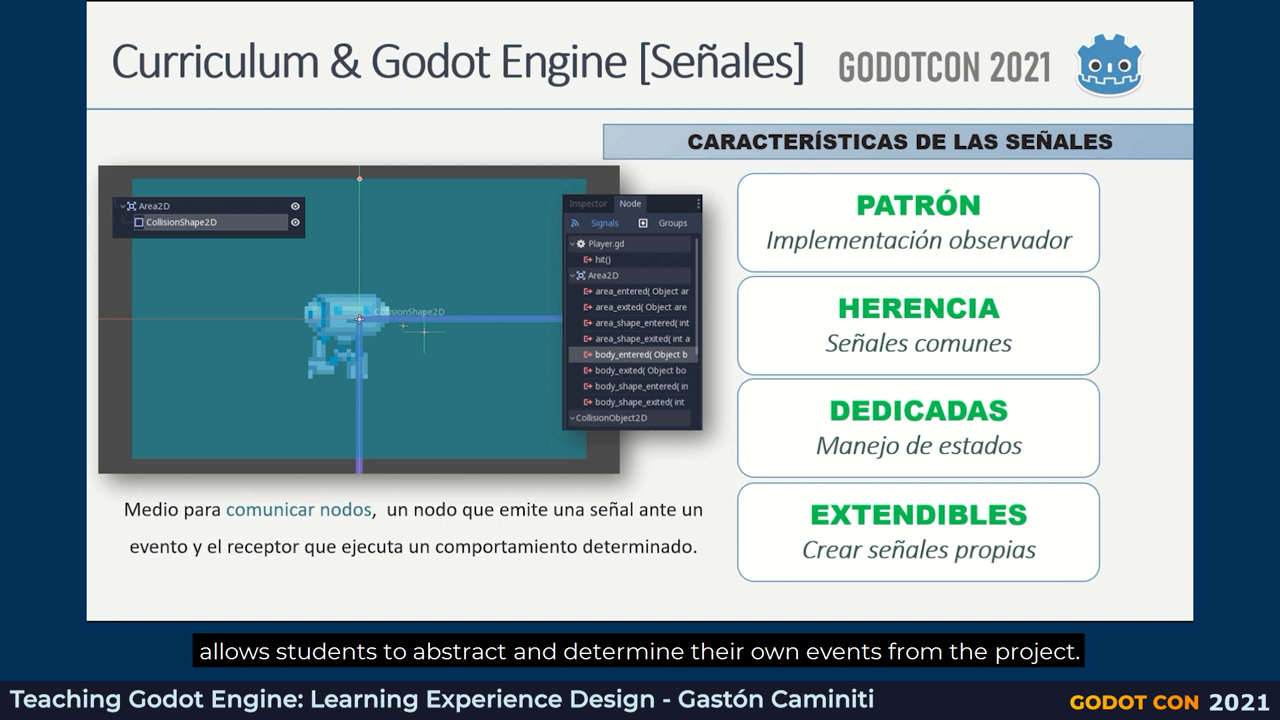 Curriculum & Godot Engine [Señales]
GODOTCON 2021
CARACTERÍSTICAS DE LAS SEÑALES
Area2D
CollisionShape2D
CollisionShape2D
Inspector
Node
Signals
Groups
Player.gd
hit()
Area2D
area_entered( Object ar
area_exited( Object are
area_shape_entered( int
area_shape_exited( int a
body_entered( Object b
body_exited( Object bo
body_shape_entered( in
body_shape_exited( int
CollisionObject2D
Medio para comunicar nodos, un nodo que emite una señal ante un
evento y el receptor que ejecuta un comportamiento determinado.
PATRÓN
Implementación observador
HERENCIA
Señales comunes
DEDICADAS
Manejo de estados
EXTENDIBLES
Crear señales propias
allows students to abstract and determine their own events from the project.
Teaching Godot Engine: Learning Experience Design - Gastón Caminiti
GODOT CON 2021